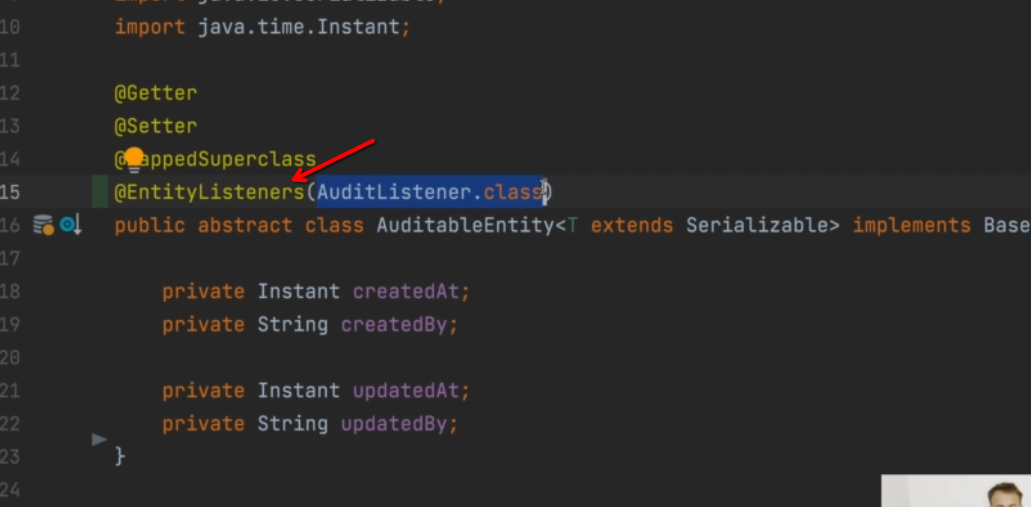 10 import java.time.Instant;
11
12 @Getter
13 @Setter
14 @MappedSuperclass
15 @EntityListeners(AuditListener.class)
16 public abstract class AuditableEntity<T extends Serializable> implements Base
17
18 private Instant createdAt;
19 private String createdBy;
20
21 private Instant updatedAt;
22 private String updatedBy;
23 }
24